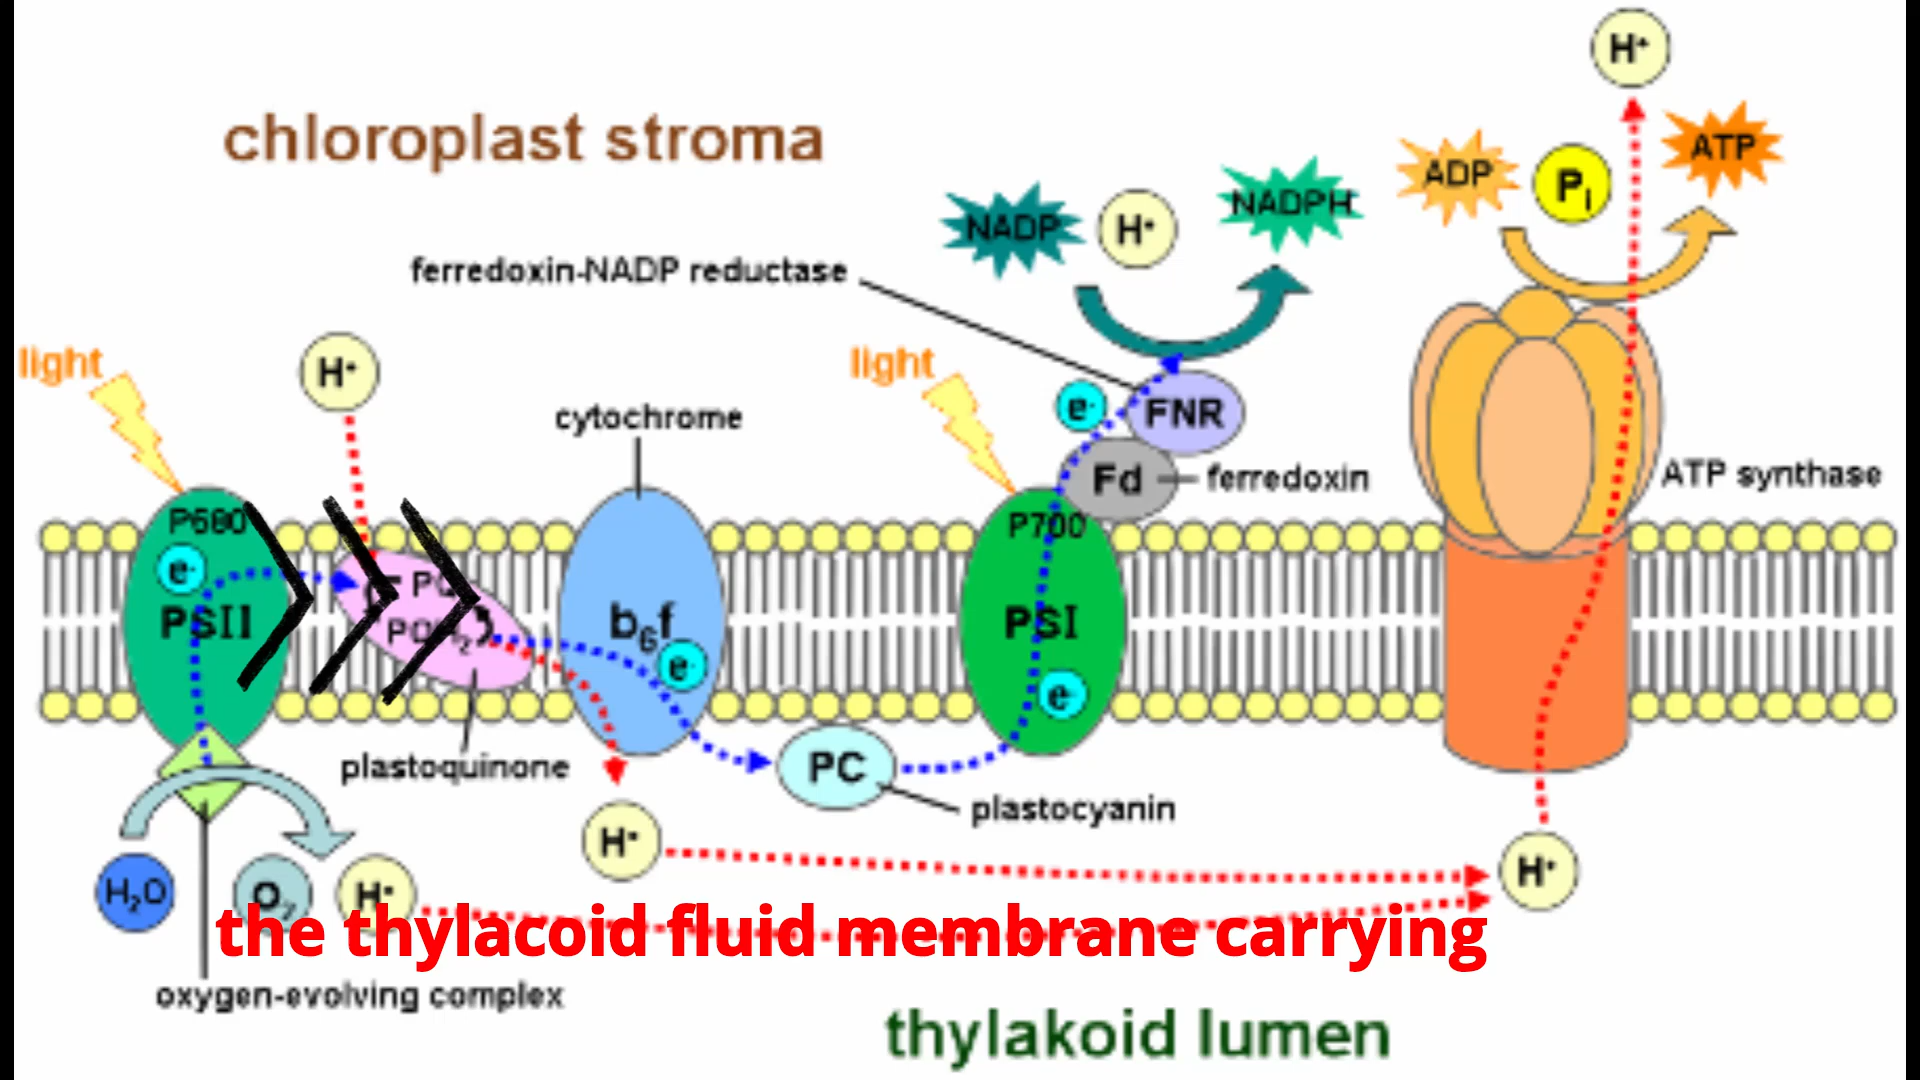 H+
chloroplast stroma
ADP
Pi
ATP
NADP
H+
NADPH
ferredoxin-NADP reductase
light
H+
light
cytochrome
e-
FNR
Fd
ferredoxin
ATP synthase
P680
P700
e-
PSII
PQ
PQH2
b6f
e-
PSI
e-
plastoquinone
PC
plastocyanin
H+
H+
H2O
O2
H+
the thylacoid fluid membrane carrying
oxygen-evolving complex
thylakoid lumen